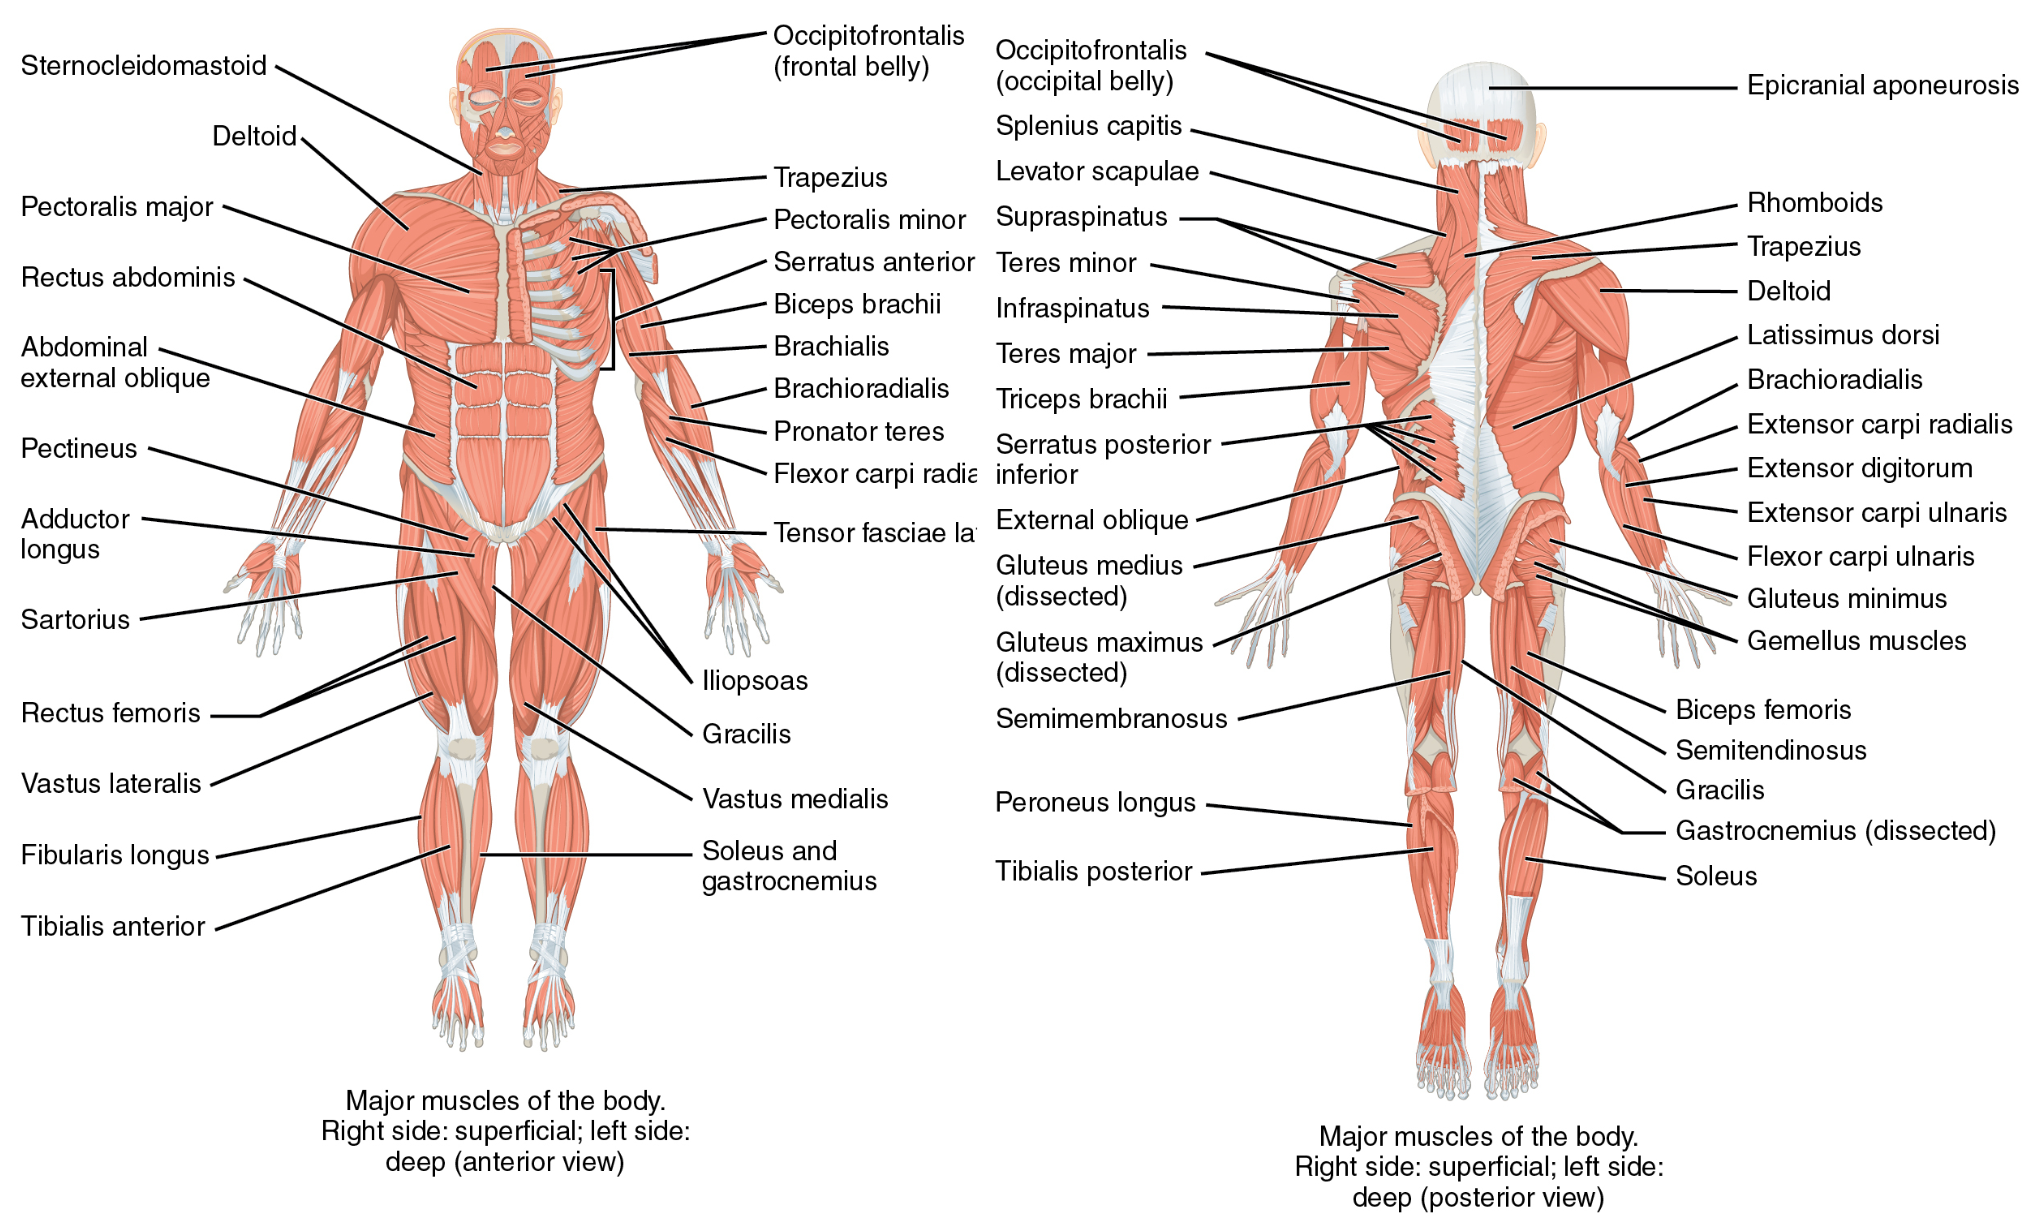 Sternocleidomastoid
Deltoid
Pectoralis major
Rectus abdominis
Abdominal
external oblique
Pectineus
Adductor
longus
Sartorius
Rectus femoris
Vastus lateralis
Fibularis longus
Tibialis anterior
Occipitofrontalis
(frontal belly)
Trapezius
Pectoralis minor
Serratus anterior
Biceps brachii
Brachialis
Brachioradialis
Pronator teres
Flexor carpi radia
Tensor fasciae la
Iliopsoas
Gracilis
Vastus medialis
Soleus and
gastrocnemius
Major muscles of the body.
Right side: superficial; left side:
deep (anterior view)
Occipitofrontalis
(occipital belly)
Splenius capitis
Levator scapulae
Supraspinatus
Teres minor
Infraspinatus
Teres major
Triceps brachii
Serratus posterior
inferior
External oblique
Gluteus medius
(dissected)
Gluteus maximus
(dissected)
Semimembranosus
Peroneus longus
Tibialis posterior
Epicranial aponeurosis
Rhomboids
Trapezius
Deltoid
Latissimus dorsi
Brachioradialis
Extensor carpi radialis
Extensor digitorum
Extensor carpi ulnaris
Flexor carpi ulnaris
Gluteus minimus
Gemellus muscles
Biceps femoris
Semitendinosus
Gracilis
Gastrocnemius (dissected)
Soleus
Major muscles of the body.
Right side: superficial; left side:
deep (posterior view)